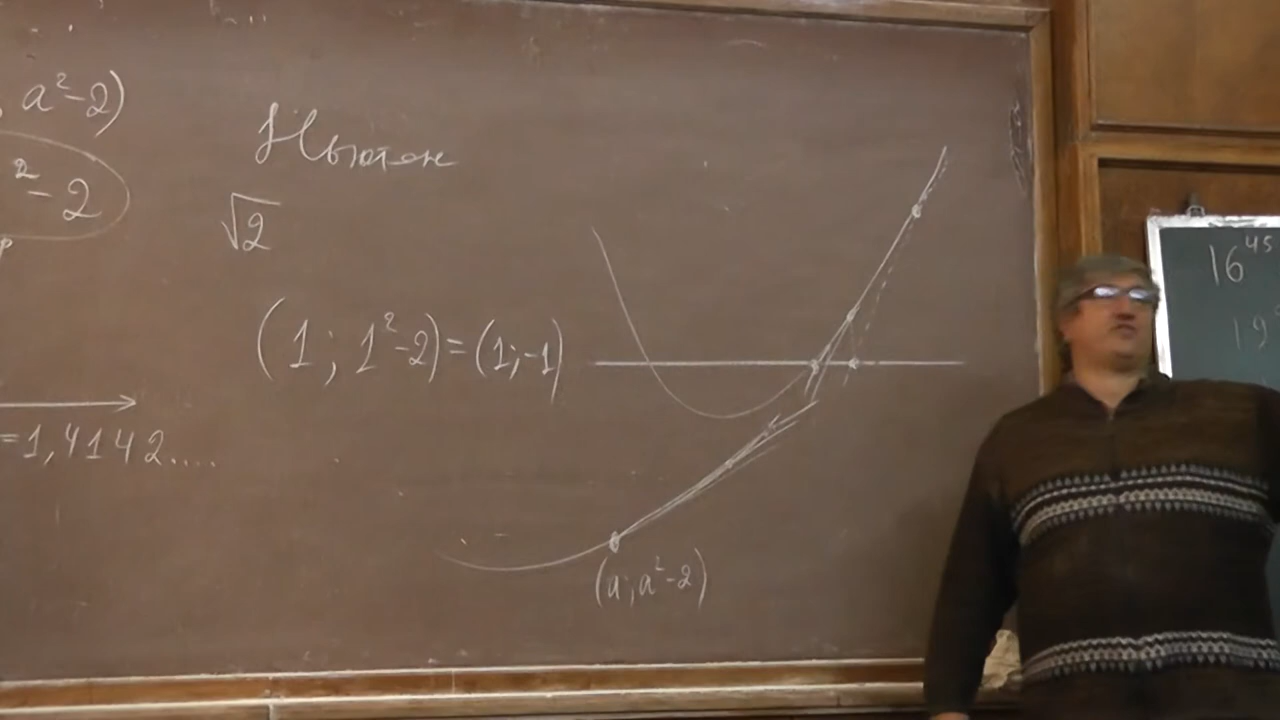 , a²-2)
²-2
=1,4142....
Ньютон
√2
(1; 1²-2)=(1;-1)
(a; a²-2)
16⁴⁵
19